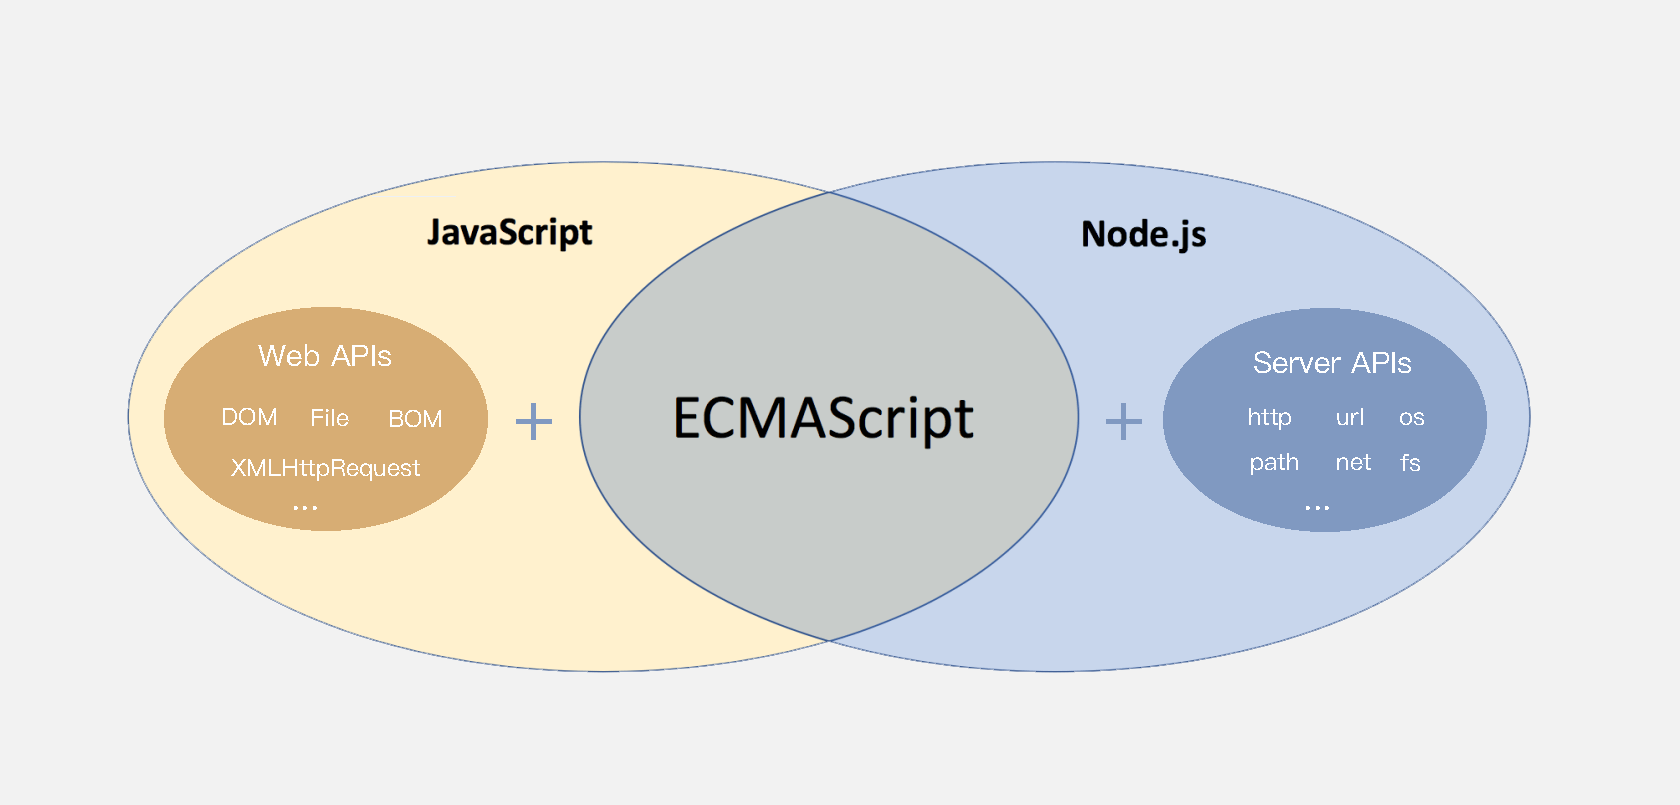 JavaScript
Node.js
Web APIs
DOM File BOM
XMLHttpRequest
...
+
ECMAScript
+
Server APIs
http url os
path net fs
...